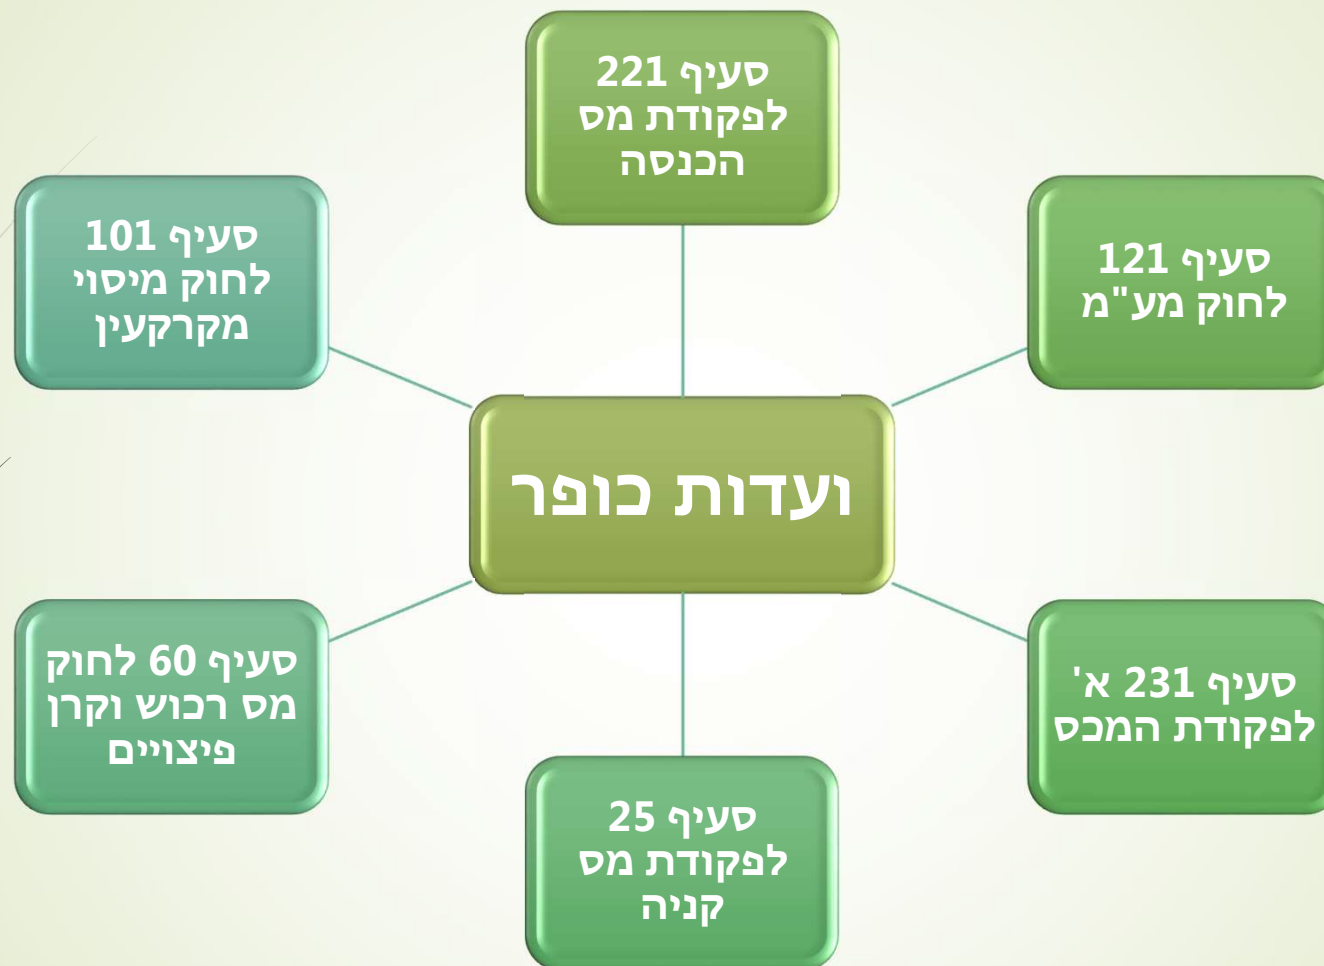 ועדות כופר
סעיף 221
לפקודת מס
הכנסה
סעיף 121
לחוק מע"מ
סעיף 231 א'
לפקודת המכס
סעיף 25
לפקודת מס
קניה
סעיף 60 לחוק
מס רכוש וקרן
פיצויים
סעיף 101
לחוק מיסוי
מקרקעין